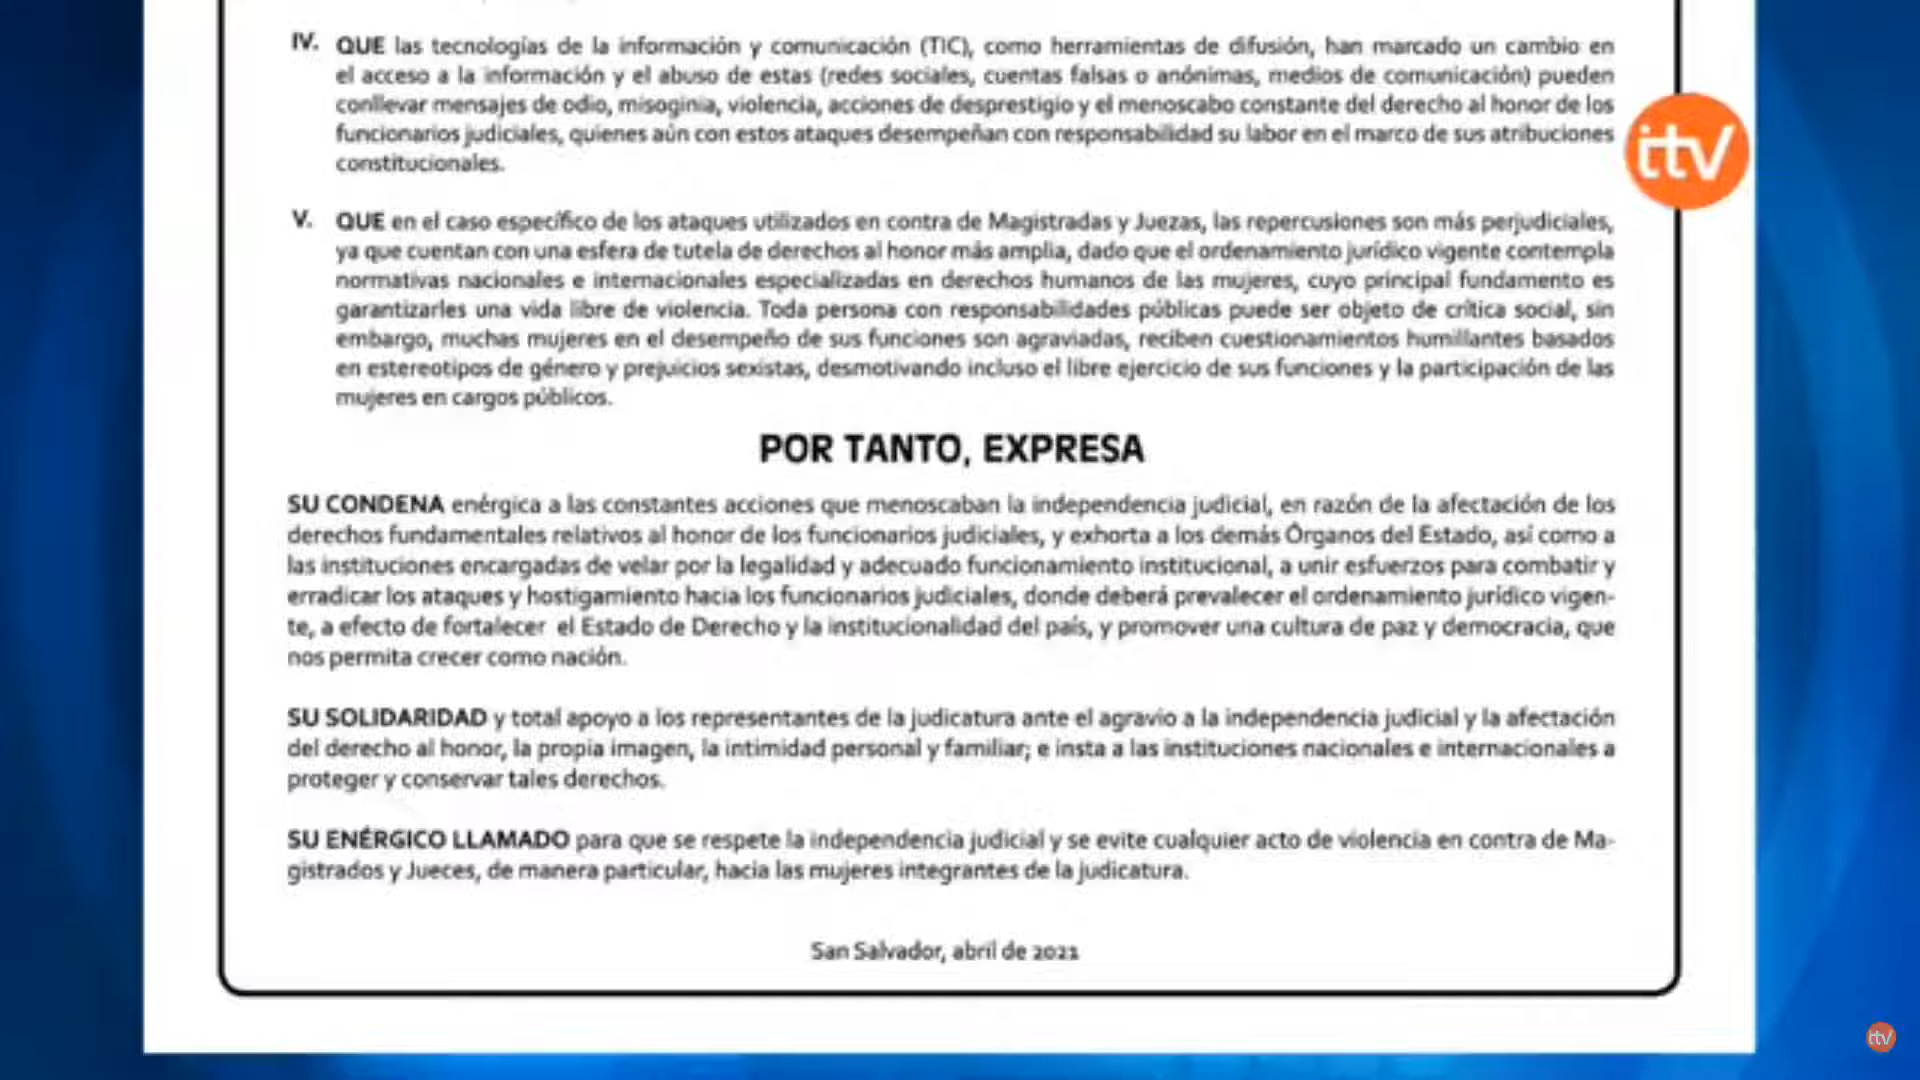 IV. QUE las tecnologías de la información y comunicación (TIC), como herramientas de difusión, han marcado un cambio en
el acceso a la información y el abuso de estas (redes sociales, cuentas falsas o anónimas, medios de comunicación) pueden
conllevar mensajes de odio, misoginia, violencia, acciones de desprestigio y el menoscabo constante del derecho al honor de los
funcionarios judiciales, quienes aún con estos ataques desempeñan con responsabilidad su labor en el marco de sus atribuciones
constitucionales.
itv
V. QUE en el caso específico de los ataques utilizados en contra de Magistradas y Juezas, las repercusiones son más perjudiciales,
ya que cuentan con una esfera de tutela de derechos al honor más amplia, dado que el ordenamiento jurídico vigente contempla
normativas nacionales e internacionales especializadas en derechos humanos de las mujeres, cuyo principal fundamento es
garantizarles una vida libre de violencia. Toda persona con responsabilidades públicas puede ser objeto de crítica social, sin
embargo, muchas mujeres en el desempeño de sus funciones son agraviadas, reciben cuestionamientos humillantes basados
en estereotipos de género y prejuicios sexistas, desmotivando incluso el libre ejercicio de sus funciones y la participación de las
mujeres en cargos públicos.
POR TANTO, EXPRESA
SU CONDENA enérgica a las constantes acciones que menoscaban la independencia judicial, en razón de la afectación de los
derechos fundamentales relativos al honor de los funcionarios judiciales, y exhorta a los demás Órganos del Estado, así como a
las instituciones encargadas de velar por la legalidad y adecuado funcionamiento institucional, a unir esfuerzos para combatir y
erradicar los ataques y hostigamiento hacia los funcionarios judiciales, donde deberá prevalecer el ordenamiento jurídico vigen-
te, a efecto de fortalecer el Estado de Derecho y la institucionalidad del país, y promover una cultura de paz y democracia, que
nos permita crecer como nación.
SU SOLIDARIDAD y total apoyo a los representantes de la judicatura ante el agravio a la independencia judicial y la afectación
del derecho al honor, la propia imagen, la intimidad personal y familiar; e insta a las instituciones nacionales e internacionales a
proteger y conservar tales derechos.
SU ENÉRGICO LLAMADO para que se respete la independencia judicial y se evite cualquier acto de violencia en contra de Ma-
gistrados y Jueces, de manera particular, hacia las mujeres integrantes de la judicatura.
San Salvador, abril de 2021
itv